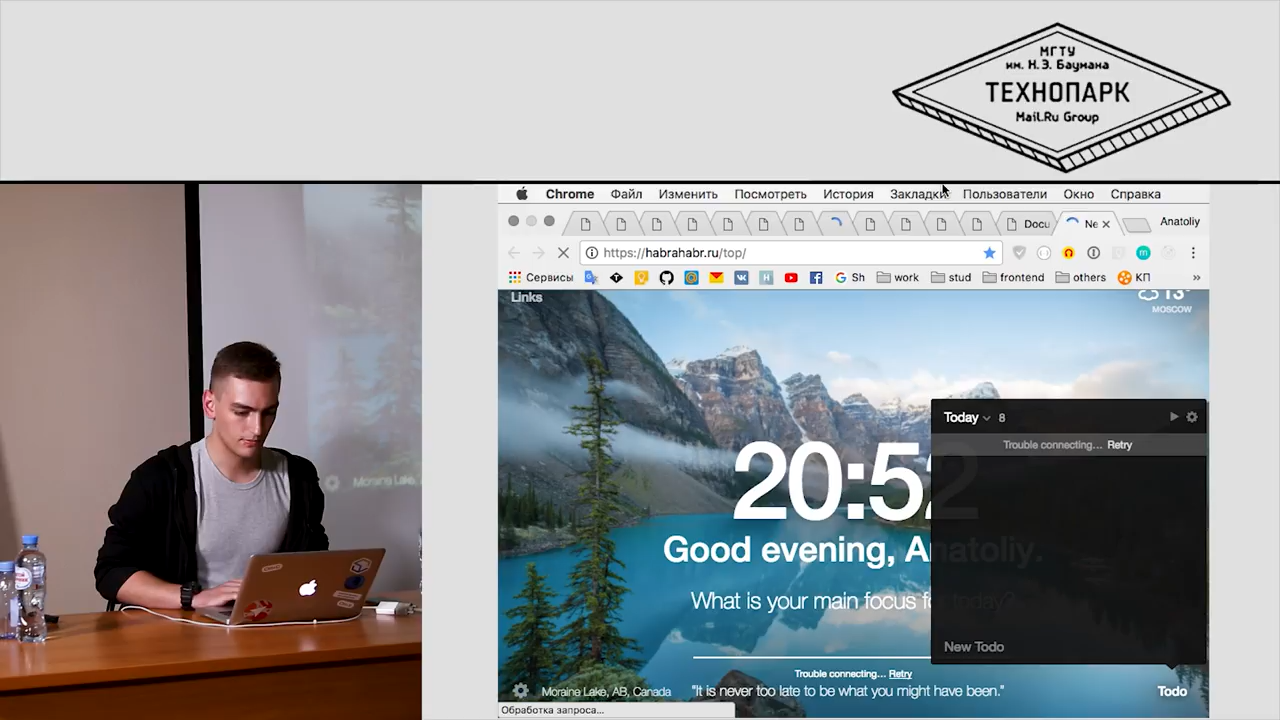 МГТУ
им. Н.Э. Баумана
ТЕХНОПАРК
Mail.Ru Group
Chrome Файл Изменить Посмотреть История Закладки Пользователи Окно Справка
Docu Ne Anatoliy
https://habrahabr.ru/top/
Сервисы Sh work stud frontend others КП »
Links
13°
MOSCOW
Today 8
Trouble connecting... Retry
20:52
Good evening, Anatoliy.
What is your main focus for today?
New Todo
Trouble connecting... Retry
Moraine Lake, AB, Canada "It is never too late to be what you might have been." Todo
Обработка запроса...
Moraine Lake,